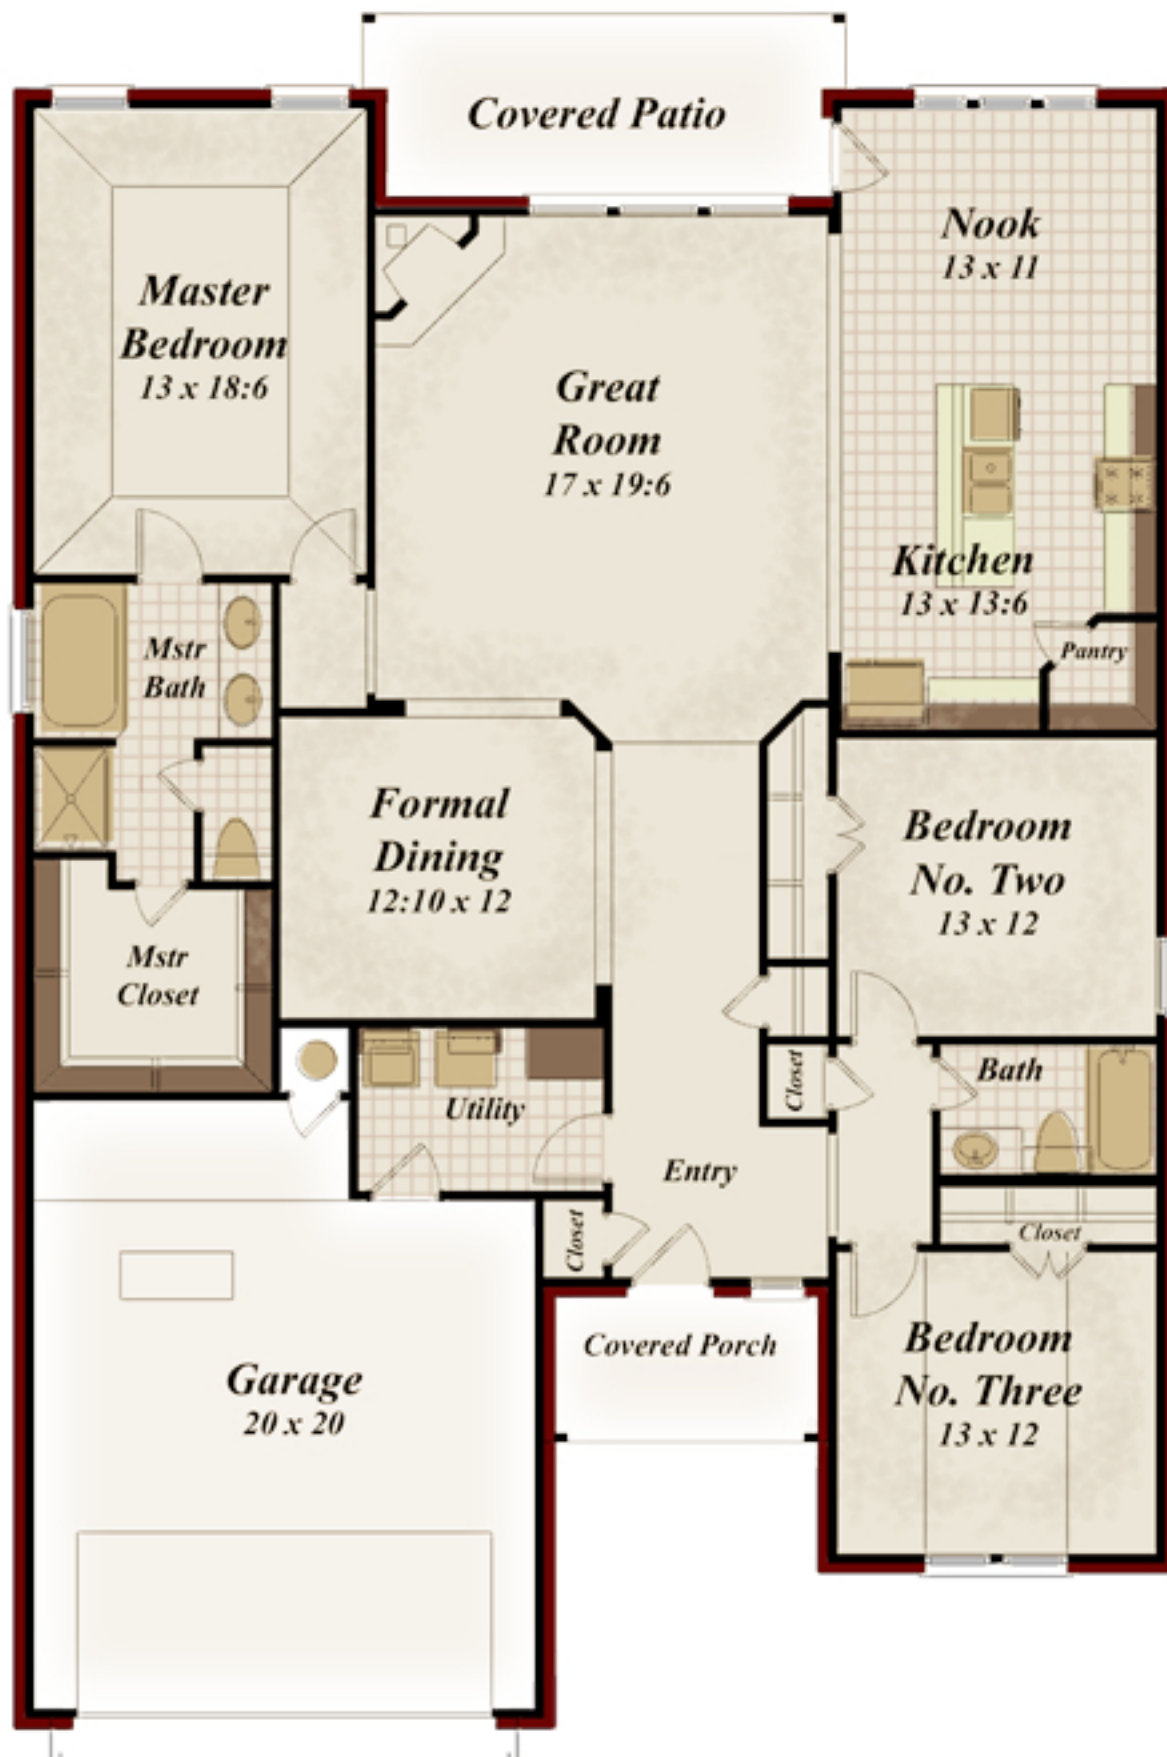 Covered Patio
Nook
13 x 11
Master
Bedroom
13 x 18:6
Great
Room
17 x 19:6
Kitchen
13 x 13:6
Pantry
Mstr
Bath
Formal
Dining
12:10 x 12
Bedroom
No. Two
13 x 12
Mstr
Closet
Closet
Bath
Utility
Entry
Closet
Closet
Covered Porch
Bedroom
No. Three
13 x 12
Garage
20 x 20